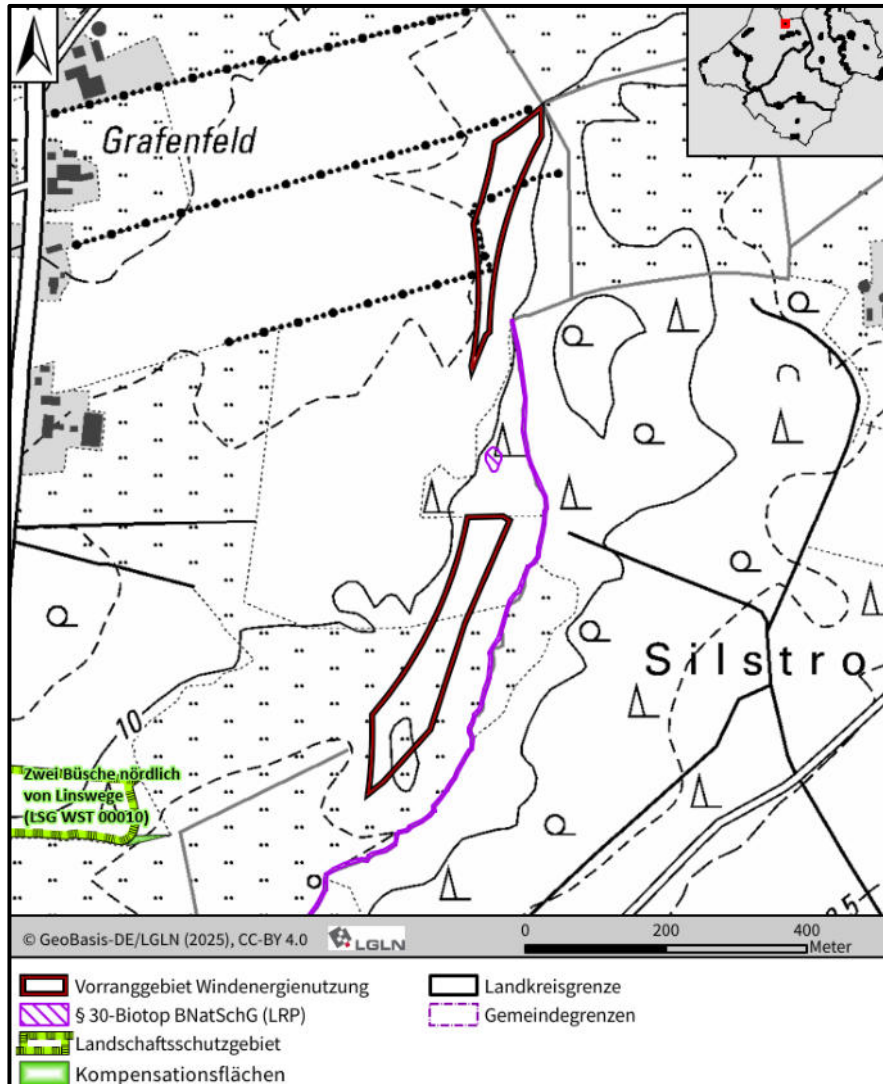 Grafenfeld
Silstro
10
Zwei Büsche nördlich
von Linswege
(LSG WST 00010)
© GeoBasis-DE/LGLN (2025), CC-BY 4.0
LGLN
0 200 400
Meter
Vorranggebiet Windenergienutzung
§ 30-Biotop BNatSchG (LRP)
Landschaftsschutzgebiet
Kompensationsflächen
Landkreisgrenze
Gemeindegrenzen